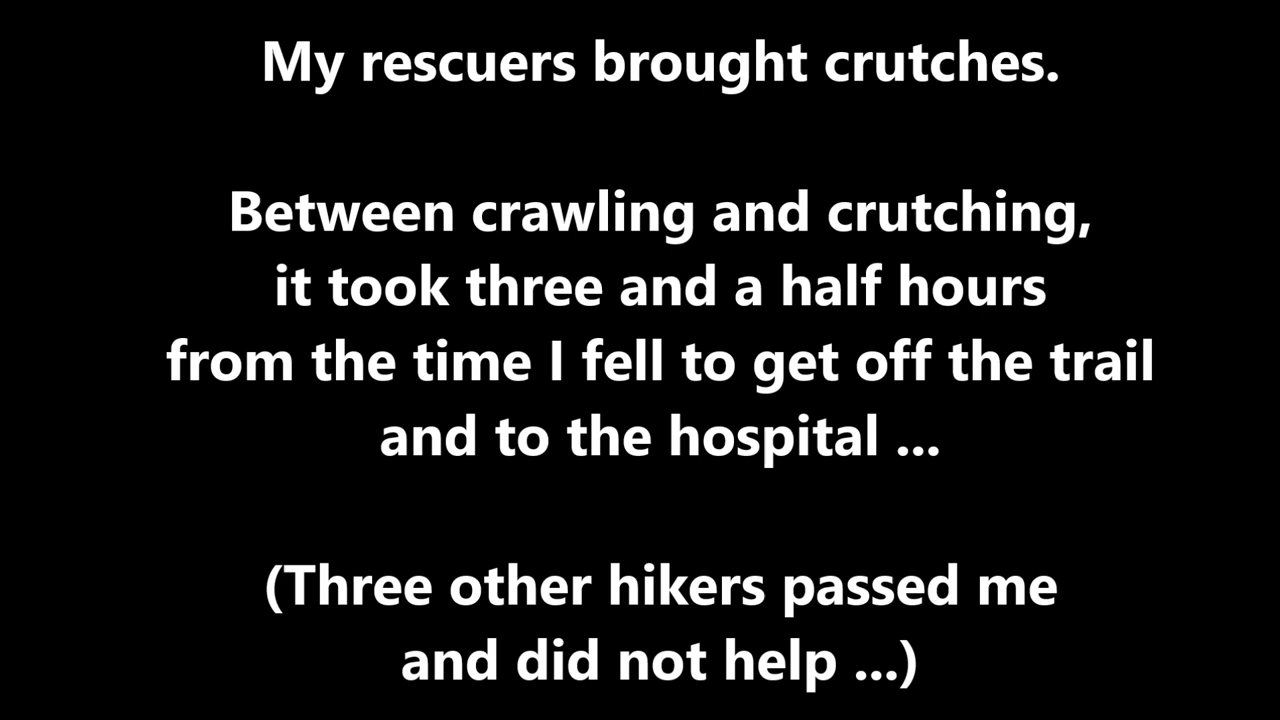 My rescuers brought crutches.
Between crawling and crutching,
it took three and a half hours
from the time I fell to get off the trail
and to the hospital ...
(Three other hikers passed me
and did not help ...)